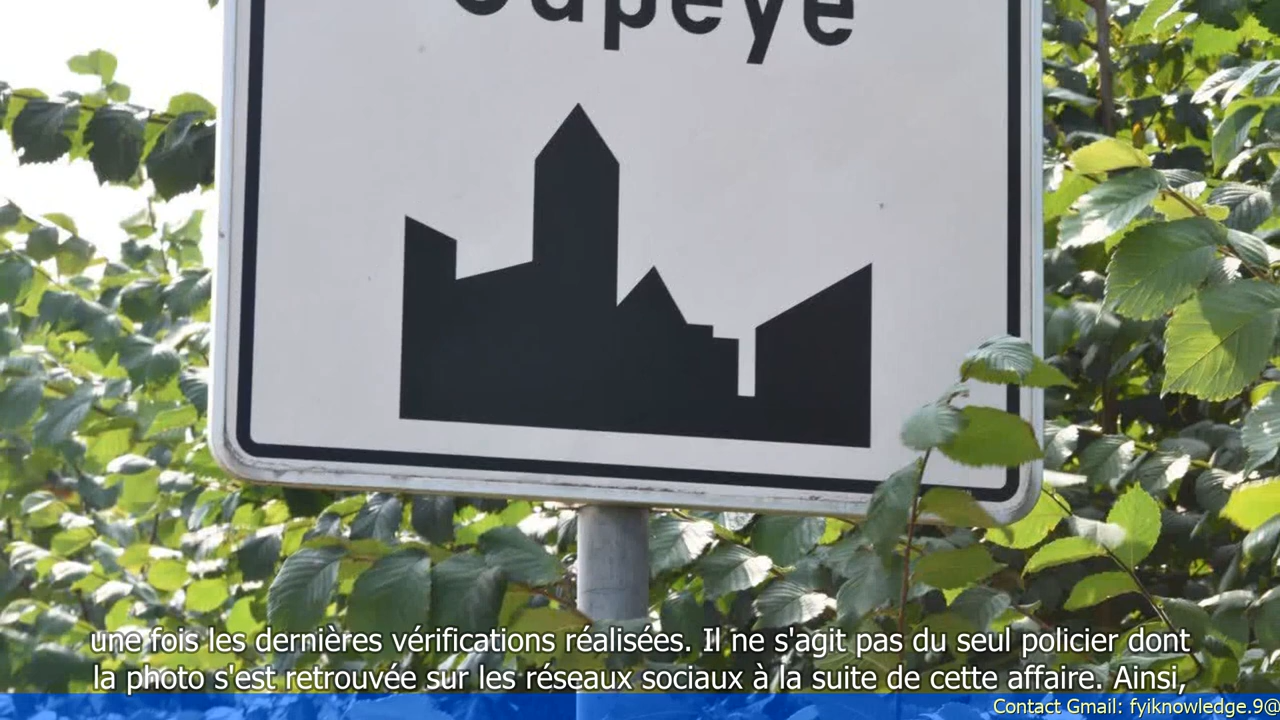 une fois les dernières vérifications réalisées. Il ne s'agit pas du seul policier dont
la photo s'est retrouvée sur les réseaux sociaux à la suite de cette affaire. Ainsi,
Contact Gmail: fyiknowledge.9@